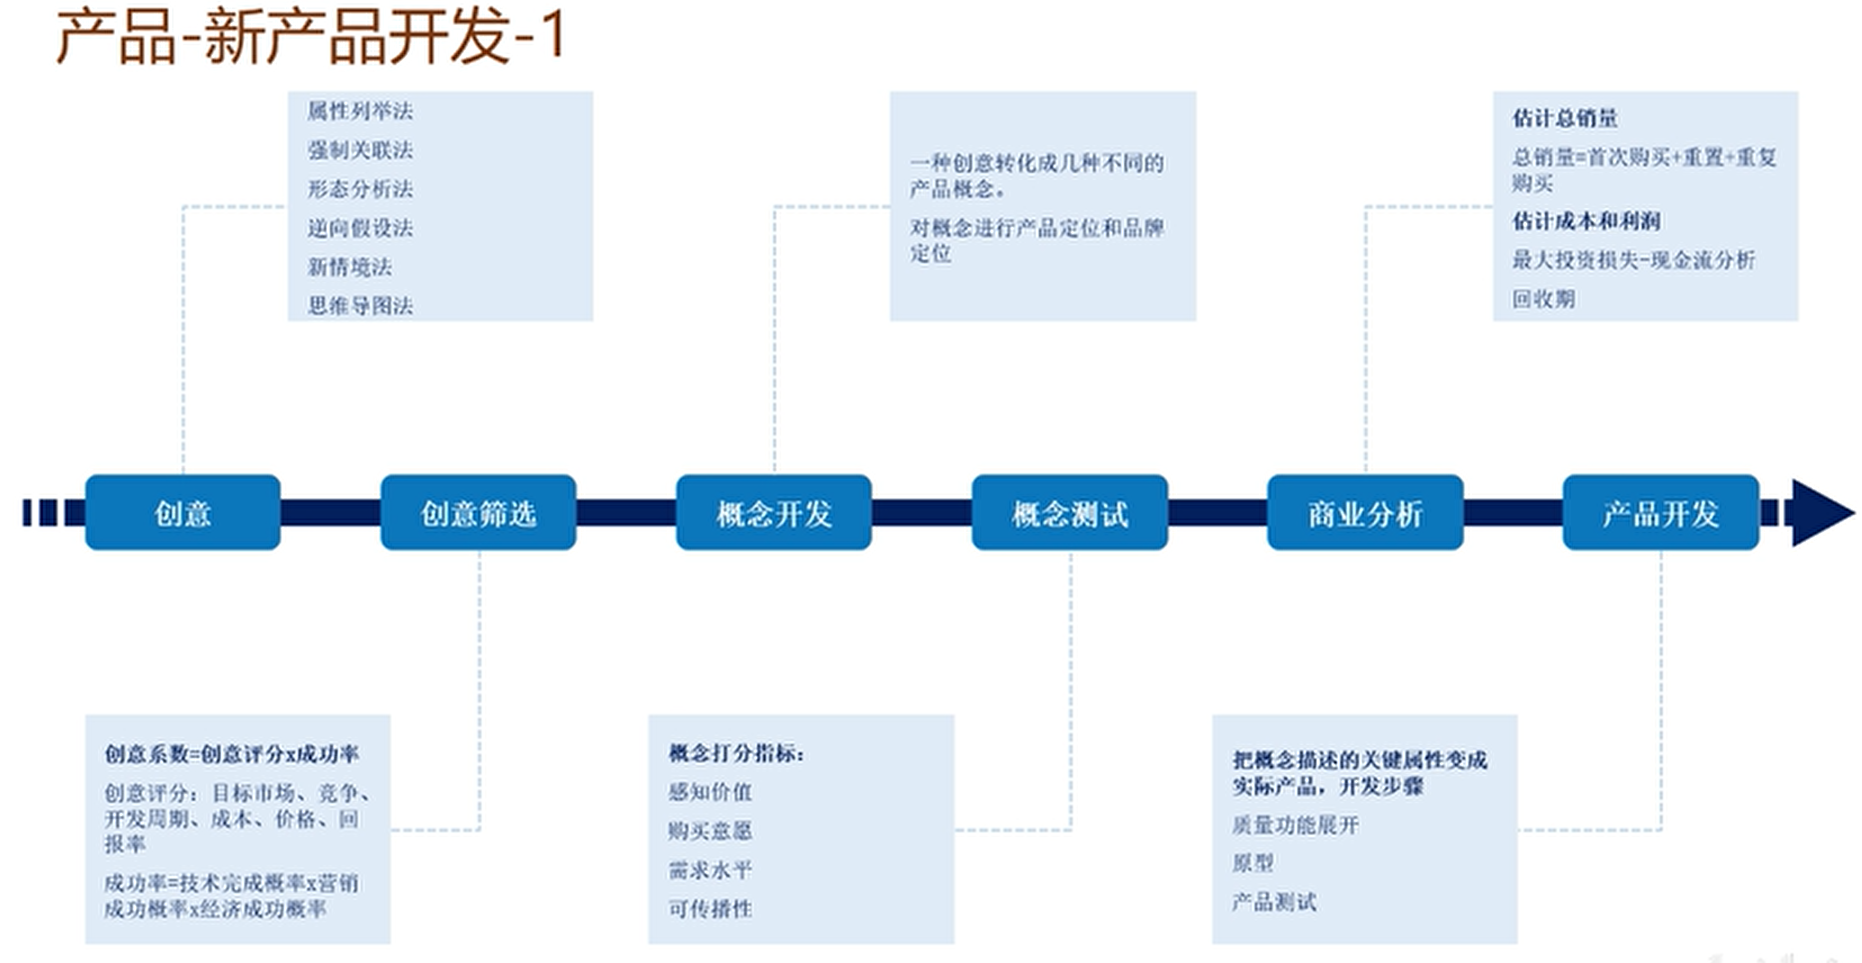 产品-新产品开发-1
属性列举法
强制关联法
形态分析法
逆向假设法
新情境法
思维导图法
一种创意转化成几种不同的
产品概念。
对概念进行产品定位和品牌
定位
估计总销量
总销量=首次购买+重置+重复
购买
估计成本和利润
最大投资损失-现金流分析
回收期
创意
创意筛选
概念开发
概念测试
商业分析
产品开发
创意系数=创意评分x成功率
创意评分：目标市场、竞争、
开发周期、成本、价格、回
报率
成功率=技术完成概率x营销
成功概率x经济成功概率
概念打分指标：
感知价值
购买意愿
需求水平
可传播性
把概念描述的关键属性变成
实际产品，开发步骤
质量功能展开
原型
产品测试